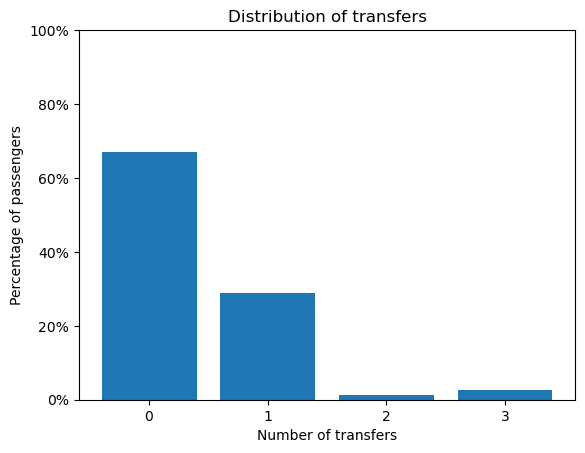 Distribution of transfers
100%
80%
60%
40%
20%
0%
Percentage of passengers
0 1 2 3
Number of transfers